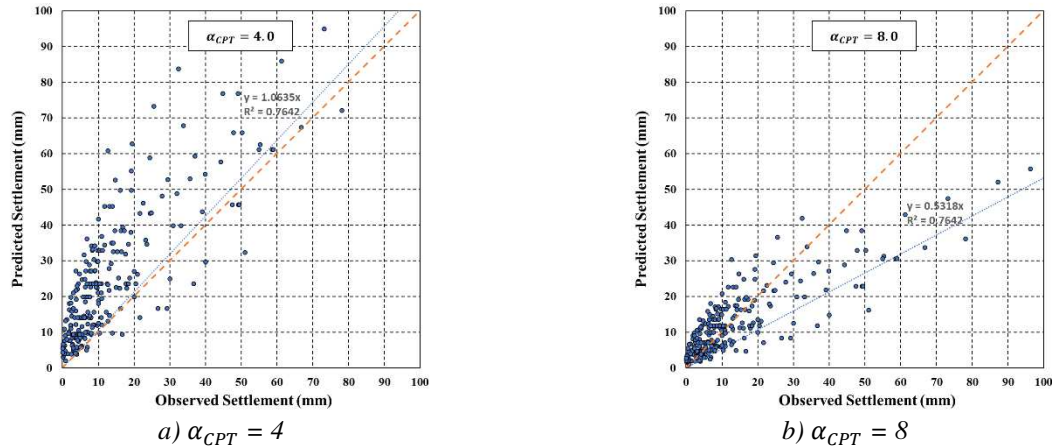 100
90
80
70
60
50
40
30
20
10
0
Predicted Settlement (mm)
α_CPT = 4.0
y = 1.0635x
R² = 0.7642
0 10 20 30 40 50 60 70 80 90 100
Observed Settlement (mm)
a) α_CPT = 4
100
90
80
70
60
50
40
30
20
10
0
Predicted Settlement (mm)
α_CPT = 8.0
y = 0.5318x
R² = 0.7642
0 10 20 30 40 50 60 70 80 90 100
Observed Settlement (mm)
b) α_CPT = 8